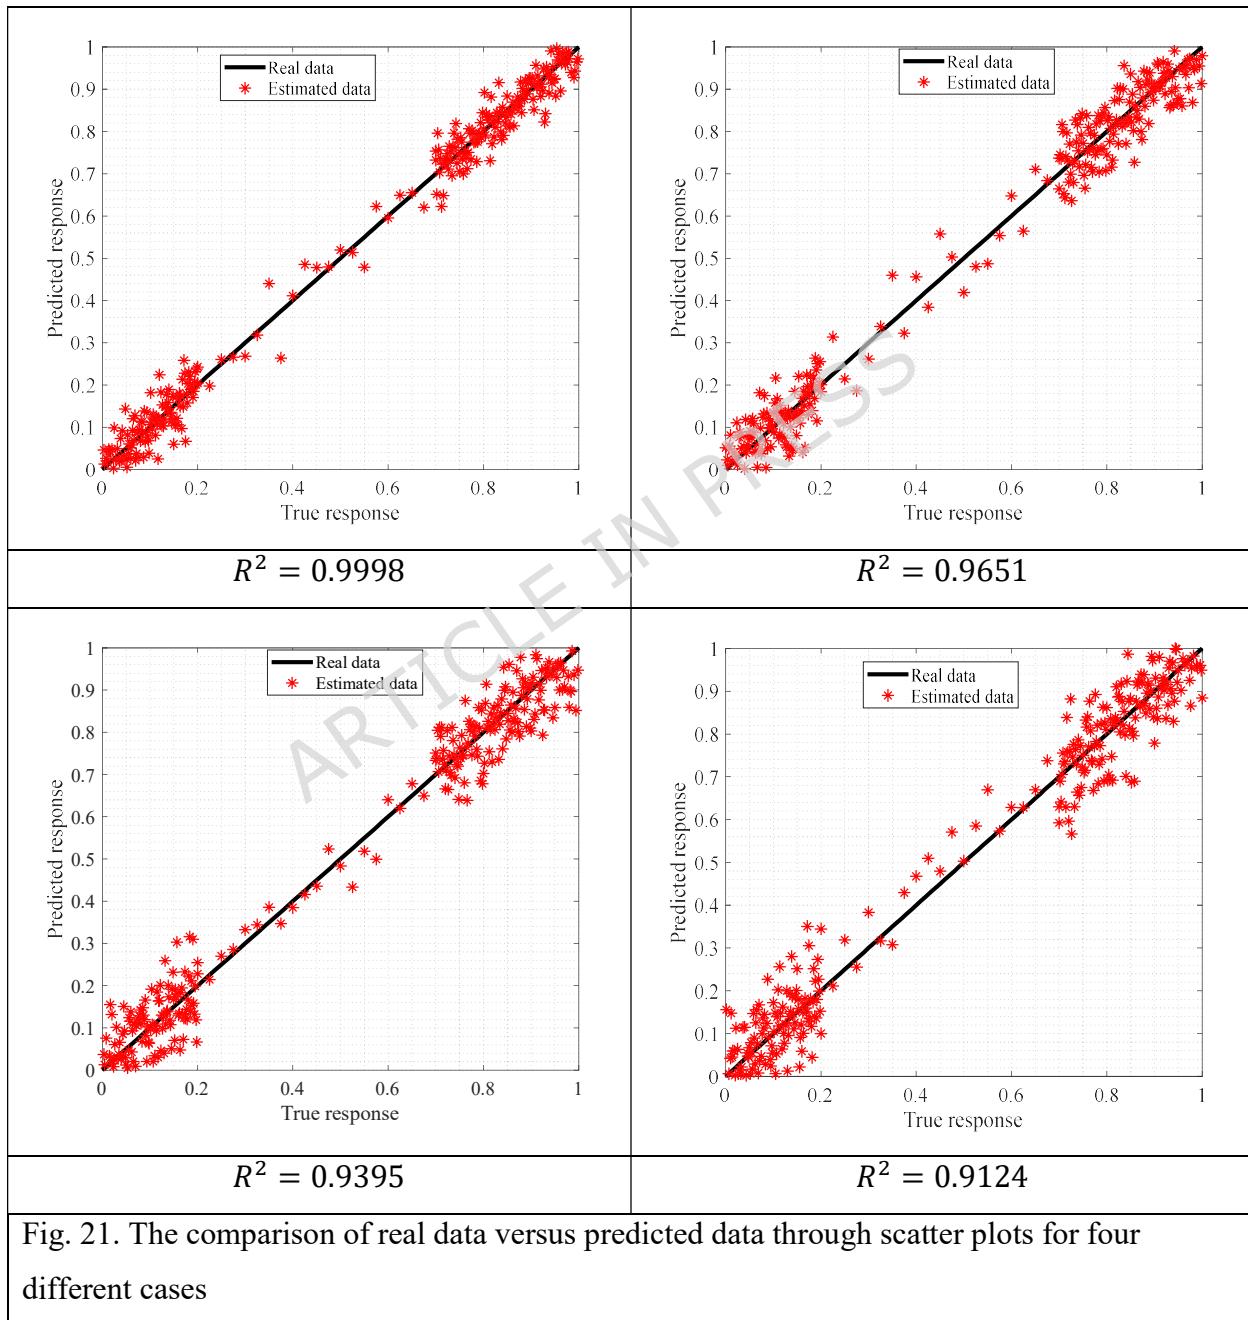 1
0.9
0.8
0.7
0.6
0.5
0.4
0.3
0.2
0.1
0
Predicted response
Real data
Estimated data
0 0.2 0.4 0.6 0.8 1
True response
1
0.9
0.8
0.7
0.6
0.5
0.4
0.3
0.2
0.1
0
Predicted response
Real data
Estimated data
0 0.2 0.4 0.6 0.8 1
True response
R² = 0.9998
R² = 0.9651
1
0.9
0.8
0.7
0.6
0.5
0.4
0.3
0.2
0.1
0
Predicted response
Real data
Estimated data
0 0.2 0.4 0.6 0.8 1
True response
1
0.9
0.8
0.7
0.6
0.5
0.4
0.3
0.2
0.1
0
Predicted response
Real data
Estimated data
0 0.2 0.4 0.6 0.8 1
True response
R² = 0.9395
R² = 0.9124
ARTICLE IN PRESS
Fig. 21. The comparison of real data versus predicted data through scatter plots for four
different cases